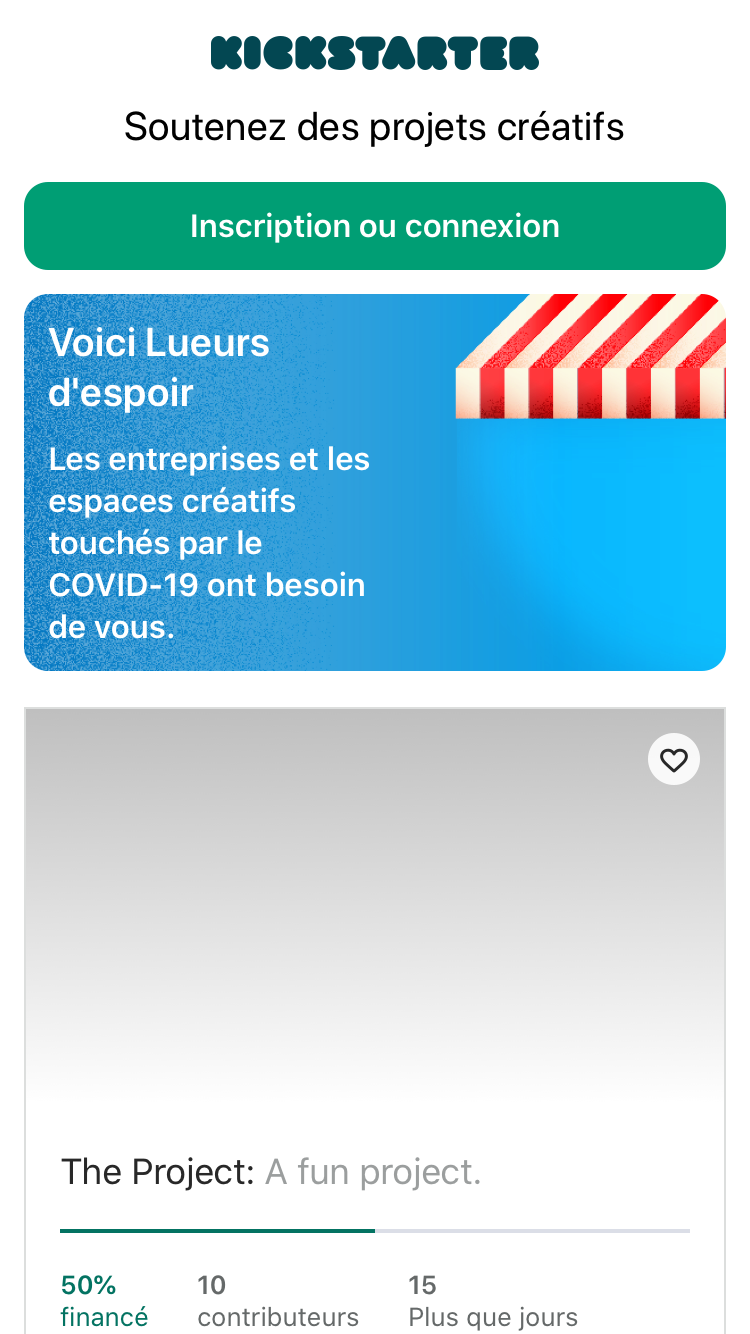 KICKSTARTER
Soutenez des projets créatifs
Inscription ou connexion
Voici Lueurs
d'espoir
Les entreprises et les
espaces créatifs
touchés par le
COVID-19 ont besoin
de vous.
The Project: A fun project.
50% 10 15
financé contributeurs Plus que jours